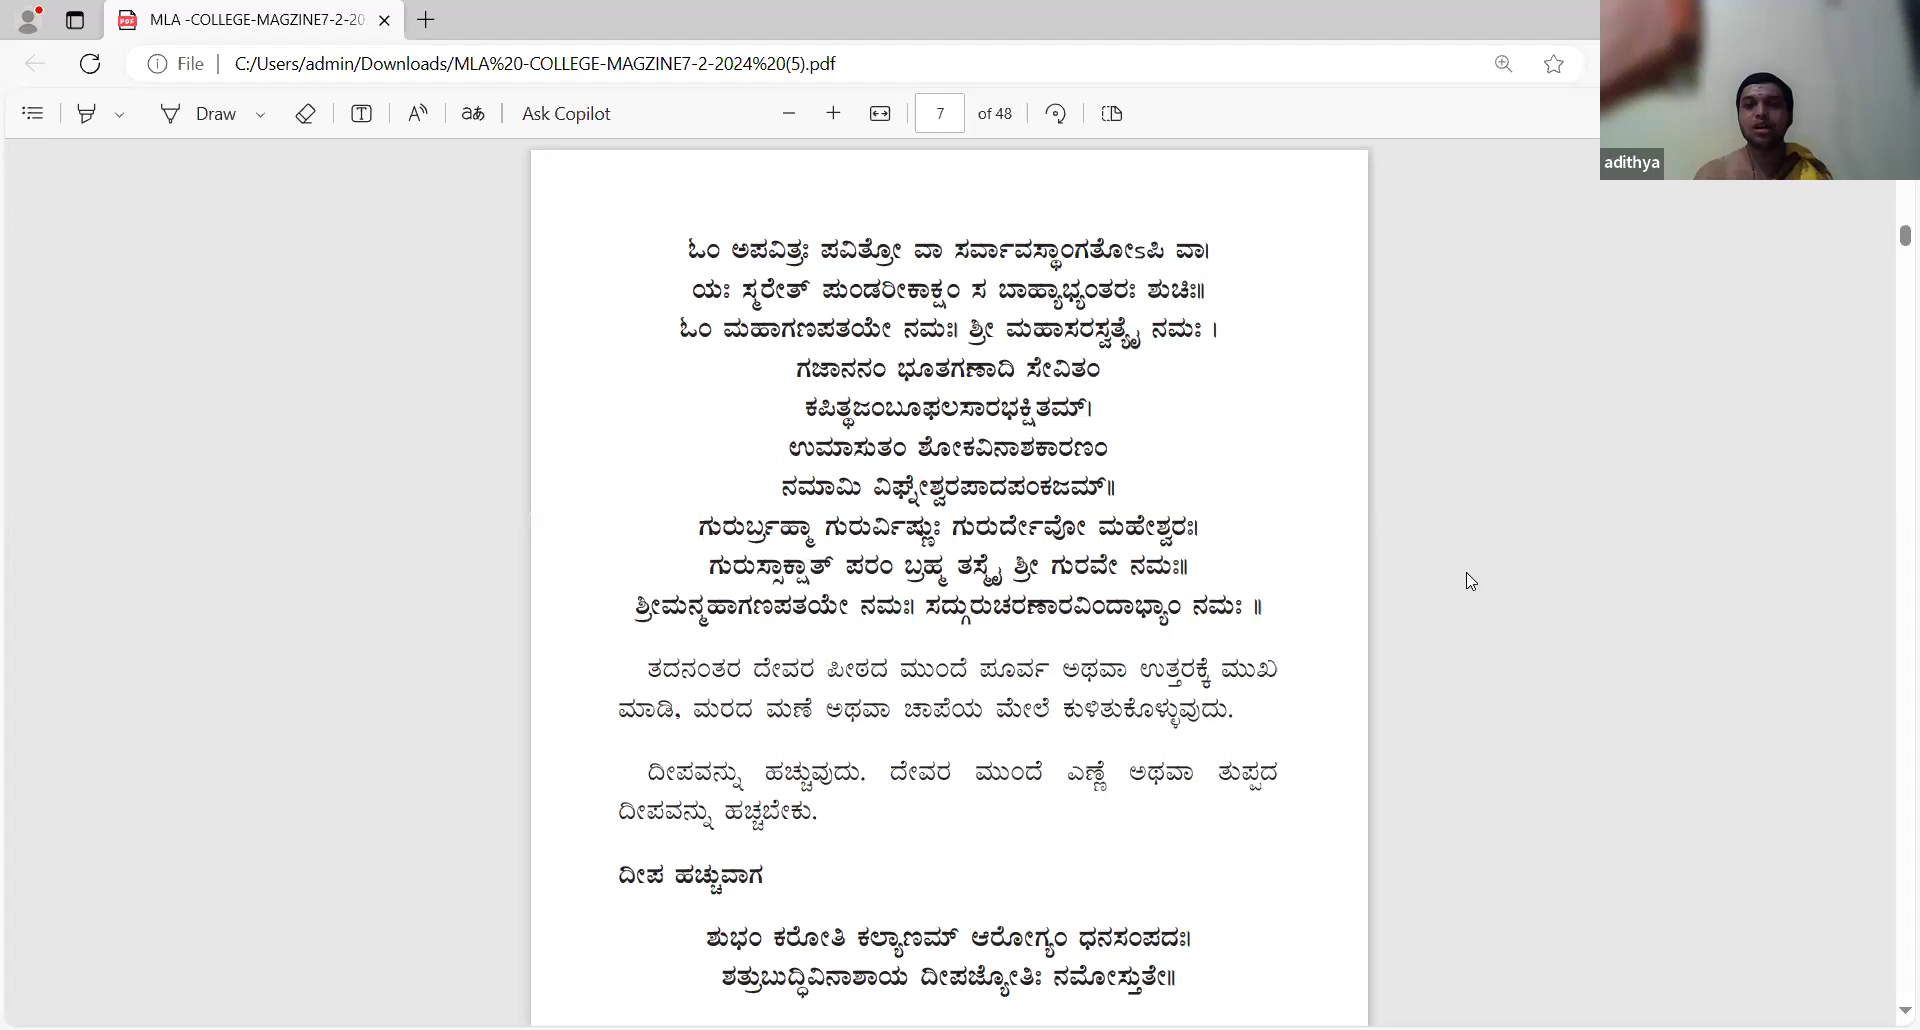 MLA -COLLEGE-MAGZINE7-2-20
File C:/Users/admin/Downloads/MLA%20-COLLEGE-MAGZINE7-2-2024%20(5).pdf
Draw aあ Ask Copilot 7 of 48
adithya
ಓಂ ಅಪವಿತ್ರಃ ಪವಿತ್ರೋ ವಾ ಸರ್ವಾವಸ್ಥಾಂಗತೋಽಪಿ ವಾ।
ಯಃ ಸ್ಮರೇತ್ ಪುಂಡರೀಕಾಕ್ಷಂ ಸ ಬಾಹ್ಯಾಭ್ಯಂತರಃ ಶುಚಿಃ॥
ಓಂ ಮಹಾಗಣಪತಯೇ ನಮಃ। ಶ್ರೀ ಮಹಾಸರಸ್ವತ್ಯೈ ನಮಃ ।
ಗಜಾನನಂ ಭೂತಗಣಾದಿ ಸೇವಿತಂ
ಕಪಿತ್ಥಜಂಬೂಫಲಸಾರಭಕ್ಷಿತಮ್।
ಉಮಾಸುತಂ ಶೋಕವಿನಾಶಕಾರಣಂ
ನಮಾಮಿ ವಿಘ್ನೇಶ್ವರಪಾದಪಂಕಜಮ್॥
ಗುರುರ್ಬ್ರಹ್ಮಾ ಗುರುರ್ವಿಷ್ಣುಃ ಗುರುರ್ದೇವೋ ಮಹೇಶ್ವರಃ।
ಗುರುಸ್ಸಾಕ್ಷಾತ್ ಪರಂ ಬ್ರಹ್ಮ ತಸ್ಮೈ ಶ್ರೀ ಗುರವೇ ನಮಃ॥
ಶ್ರೀಮನ್ಮಹಾಗಣಪತಯೇ ನಮಃ। ಸದ್ಗುರುಚರಣಾರವಿಂದಾಭ್ಯಾಂ ನಮಃ ॥
ತದನಂತರ ದೇವರ ಪೀಠದ ಮುಂದೆ ಪೂರ್ವ ಅಥವಾ ಉತ್ತರಕ್ಕೆ ಮುಖ
ಮಾಡಿ, ಮರದ ಮಣೆ ಅಥವಾ ಚಾಪೆಯ ಮೇಲೆ ಕುಳಿತುಕೊಳ್ಳುವುದು.
ದೀಪವನ್ನು ಹಚ್ಚುವುದು. ದೇವರ ಮುಂದೆ ಎಣ್ಣೆ ಅಥವಾ ತುಪ್ಪದ
ದೀಪವನ್ನು ಹಚ್ಚಬೇಕು.
ದೀಪ ಹಚ್ಚುವಾಗ
ಶುಭಂ ಕರೋತಿ ಕಲ್ಯಾಣಮ್ ಆರೋಗ್ಯಂ ಧನಸಂಪದಃ।
ಶತ್ರುಬುದ್ಧಿವಿನಾಶಾಯ ದೀಪಜ್ಯೋತಿಃ ನಮೋಸ್ತುತೇ॥